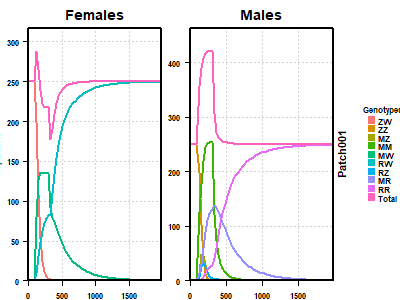 Females
Males
300
250
200
150
100
50
0
0
500
1000
1500
400
300
200
100
0
0
500
1000
1500
Patch001
Genotypes
ZW
ZZ
MZ
MM
MW
RW
RZ
MR
RR
Total